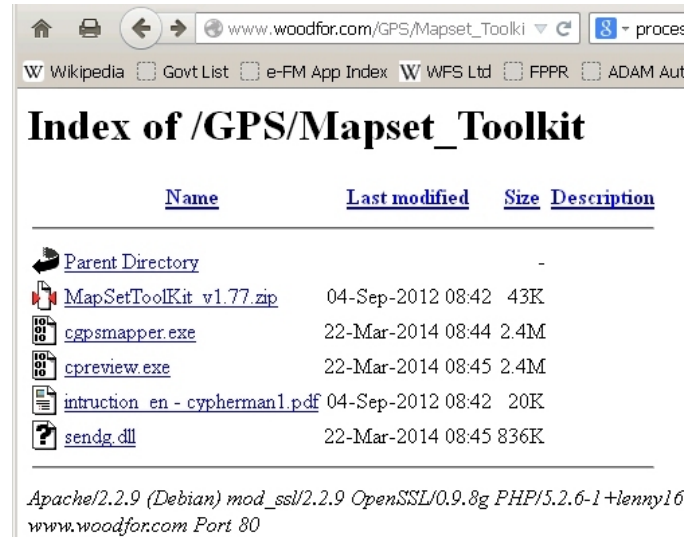 www.woodfor.com/GPS/Mapset_Toolki 8 proces
W Wikipedia Govt List e-FM App Index W WFS Ltd FPPR ADAM Aut
Index of /GPS/Mapset_Toolkit
Name Last modified Size Description
Parent Directory -
MapSetToolKit_v1.77.zip 04-Sep-2012 08:42 43K
cgpsmapper.exe 22-Mar-2014 08:44 2.4M
cpreview.exe 22-Mar-2014 08:45 2.4M
intruction_en - cypherman1.pdf 04-Sep-2012 08:42 20K
sendg.dll 22-Mar-2014 08:45 836K
Apache/2.2.9 (Debian) mod_ssl/2.2.9 OpenSSL/0.9.8g PHP/5.2.6-1+lenny16
www.woodfor.com Port 80